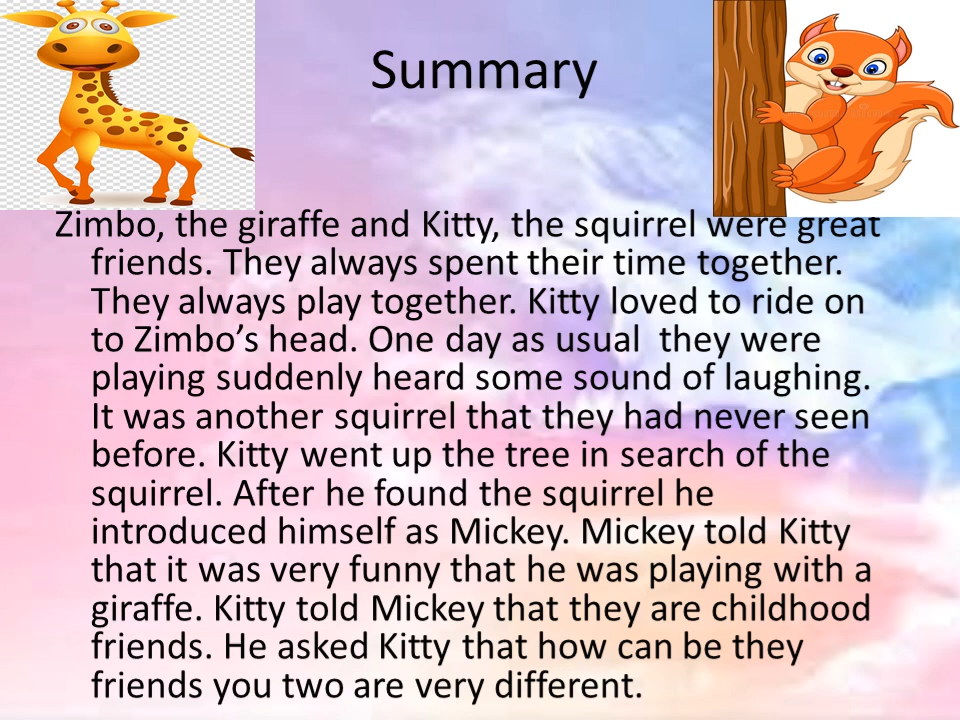 Summary
Zimbo, the giraffe and Kitty, the squirrel were great
friends. They always spent their time together.
They always play together. Kitty loved to ride on
to Zimbo’s head. One day as usual  they were
playing suddenly heard some sound of laughing.
It was another squirrel that they had never seen
before. Kitty went up the tree in search of the
squirrel. After he found the squirrel he
introduced himself as Mickey. Mickey told Kitty
that it was very funny that he was playing with a
giraffe. Kitty told Mickey that they are childhood
friends. He asked Kitty that how can be they
friends you two are very different.